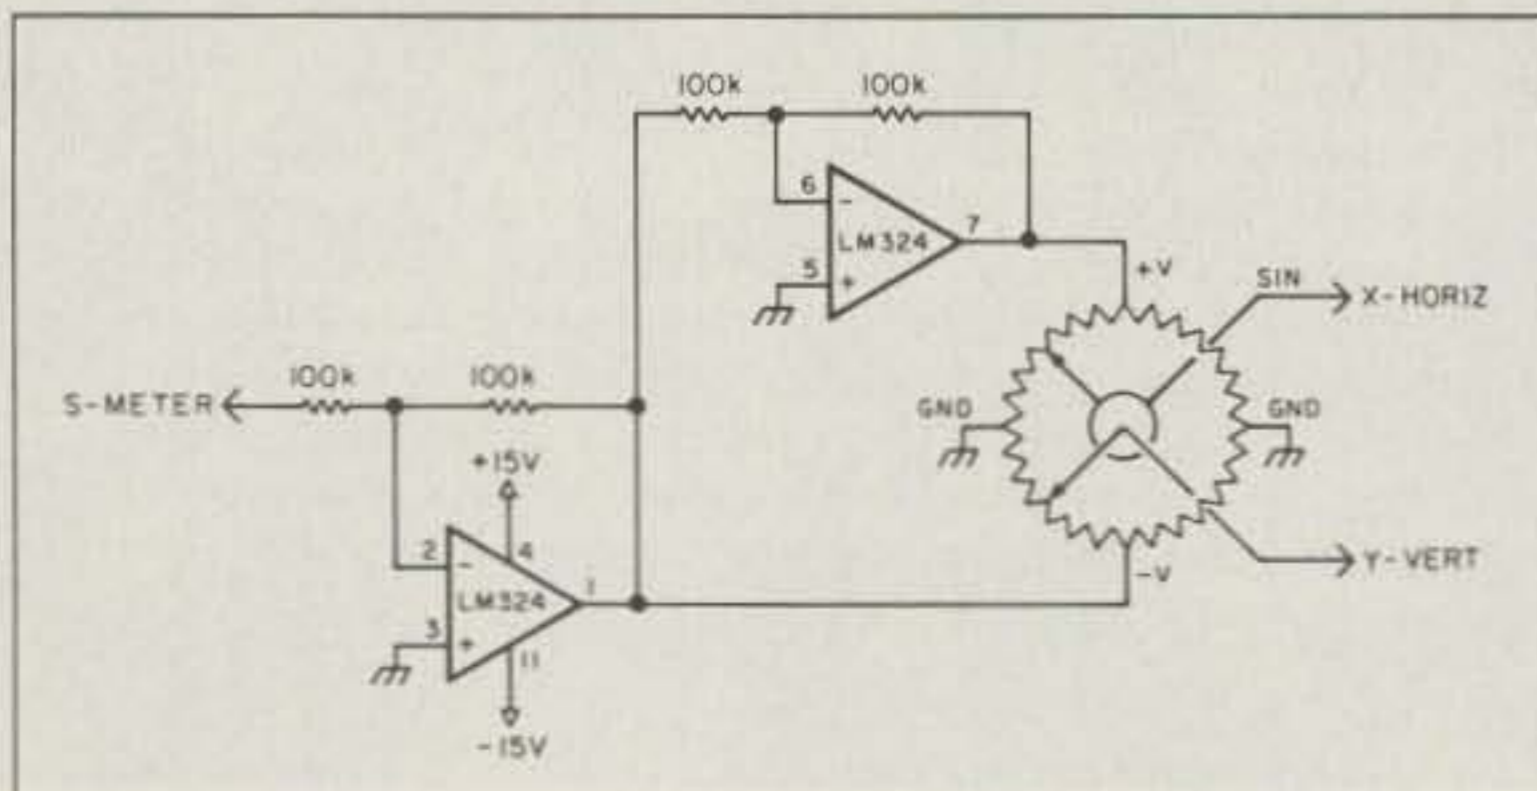 100k 100k
6
-
LM324
7
5
+
+V
SIN
X-HORIZ
100k 100k
S-METER
GND
GND
+15V
2
4
-
LM324
1
-V
Y-VERT
3
+
11
-15V